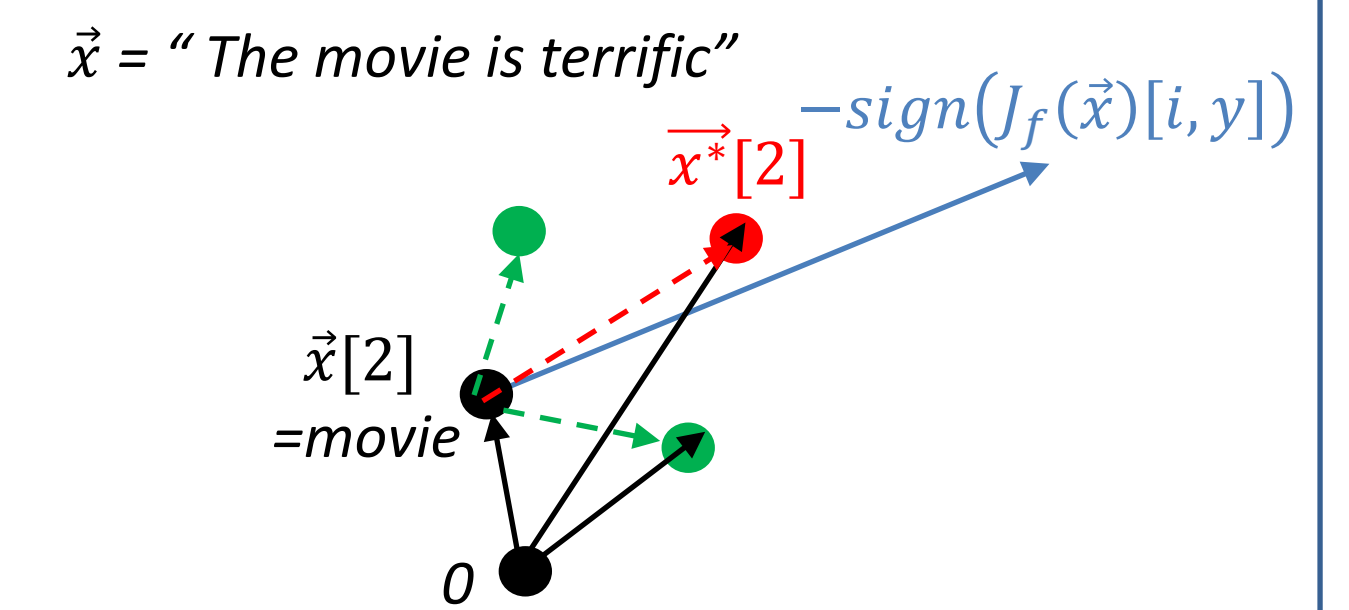 x⃗ = “ The movie is terrific”
−sign(J_f(x⃗)[i, y])
x*⃗[2]
x⃗[2]
=movie
0